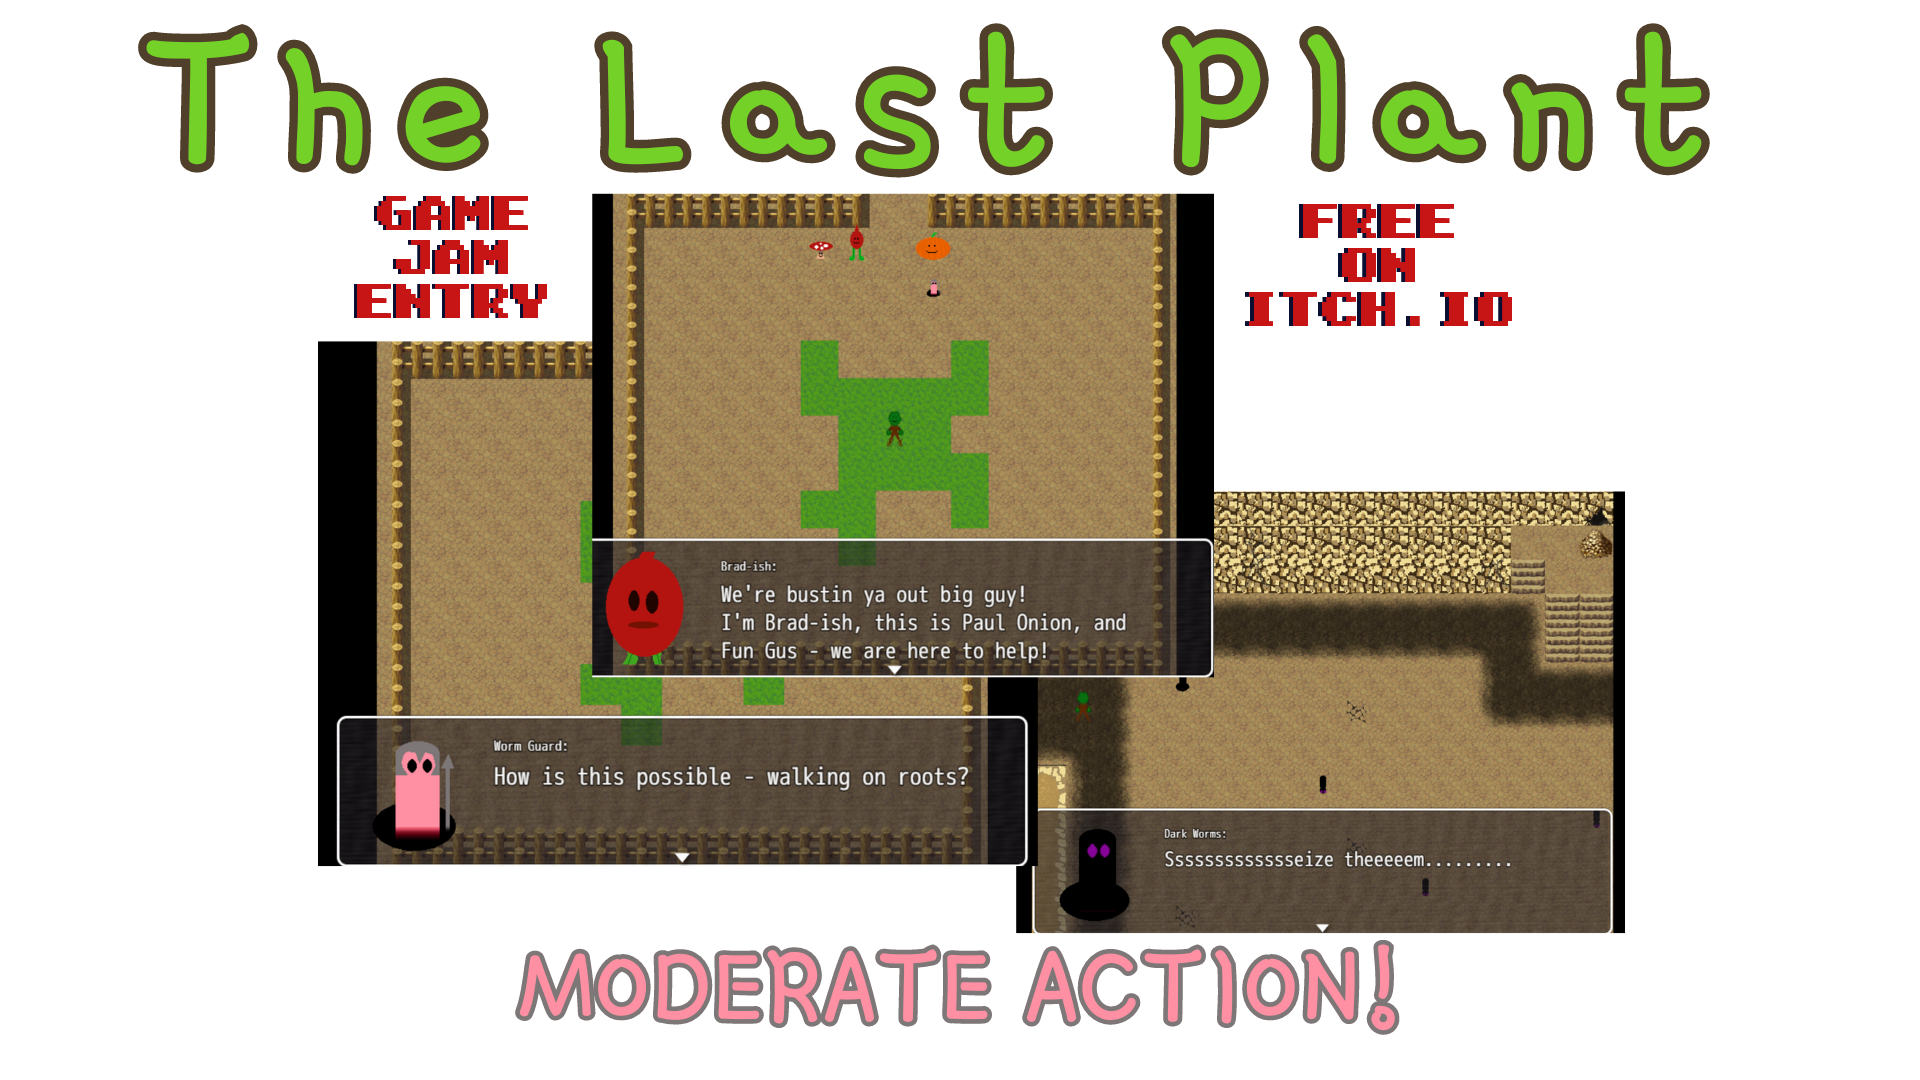 The Last Plant
GAME
JAM
ENTRY
FREE
ON
ITCH.IO
Brad-ish:
We're bustin ya out big guy!
I'm Brad-ish, this is Paul Onion, and
Fun Gus - we are here to help!
Worm Guard:
How is this possible - walking on roots?
Dark Worms:
Sssssssssssseize theeeeem.........
MODERATE ACTION!